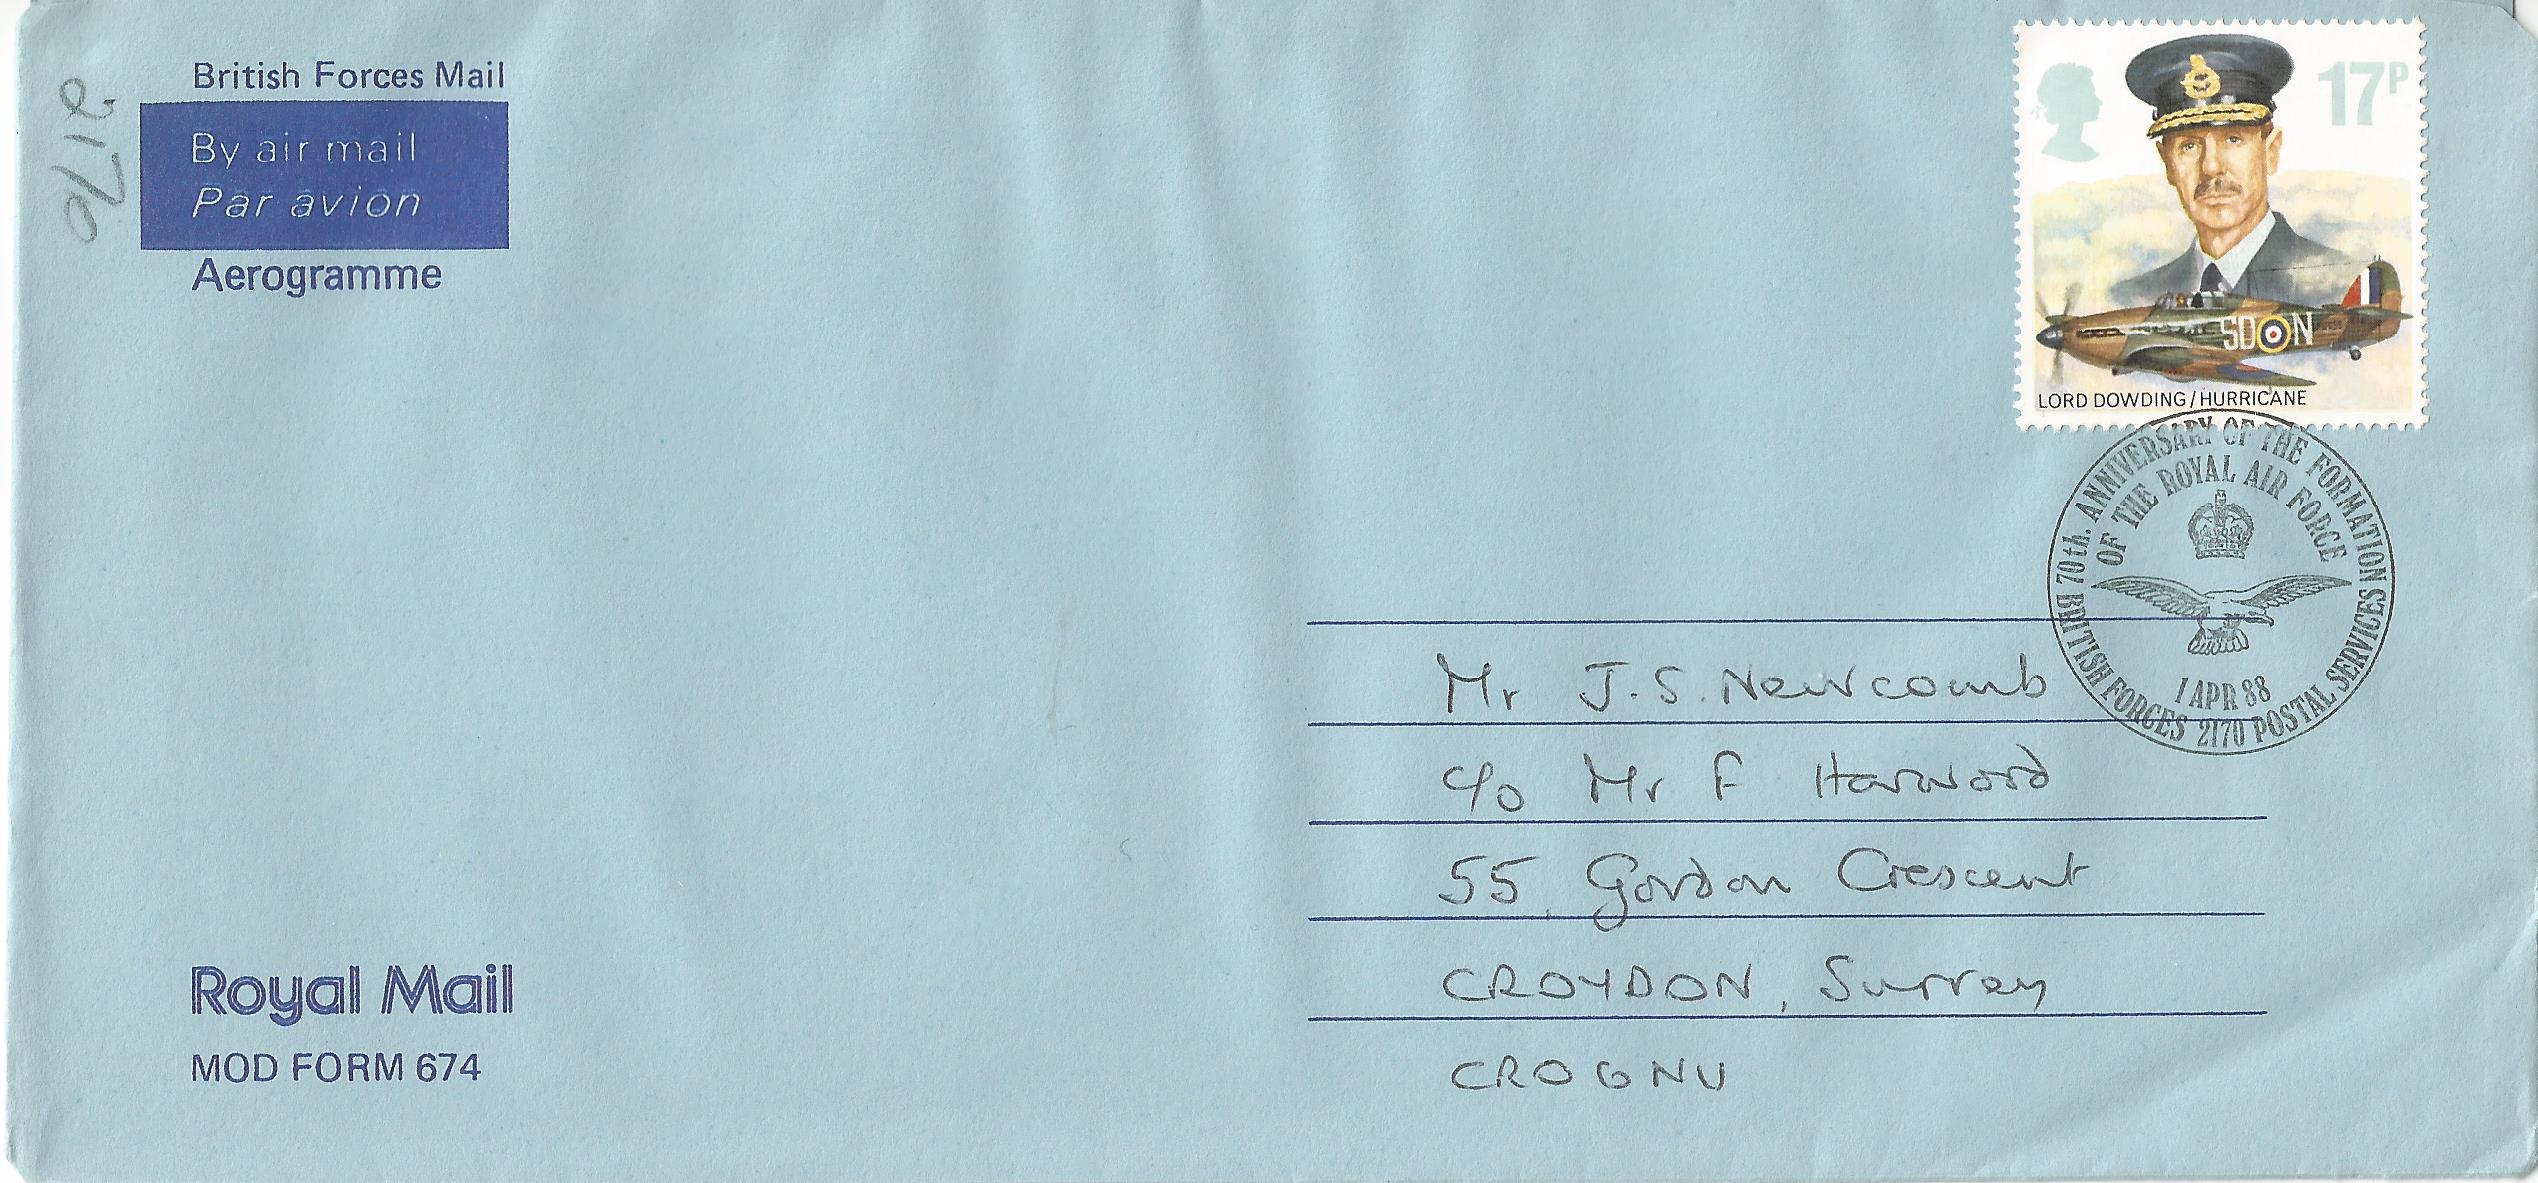 British Forces Mail
By air mail
Par avion
Aerogramme
2170
17P
SD N
LORD DOWDING/HURRICANE
70th. ANNIVERSARY OF THE FORMATION
OF THE ROYAL AIR FORCE
1 APR 88
BRITISH FORCES 2170 POSTAL SERVICES
Mr J.S. Newcomb
c/o Mr F Harwood
55, Gordon Crescent
CROYDON, Surrey
CRO GNU
Royal Mail
MOD FORM 674